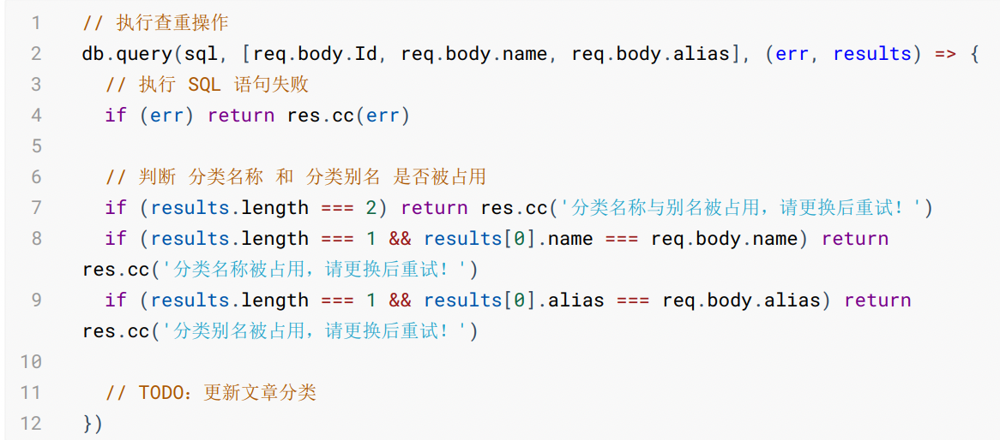 1 // 执行查重操作
2 db.query(sql, [req.body.Id, req.body.name, req.body.alias], (err, results) => {
3   // 执行 SQL 语句失败
4   if (err) return res.cc(err)
5
6   // 判断 分类名称 和 分类别名 是否被占用
7   if (results.length === 2) return res.cc('分类名称与别名被占用，请更换后重试！')
8   if (results.length === 1 && results[0].name === req.body.name) return
res.cc('分类名称被占用，请更换后重试！')
9   if (results.length === 1 && results[0].alias === req.body.alias) return
res.cc('分类别名被占用，请更换后重试！')
10
11   // TODO：更新文章分类
12 })